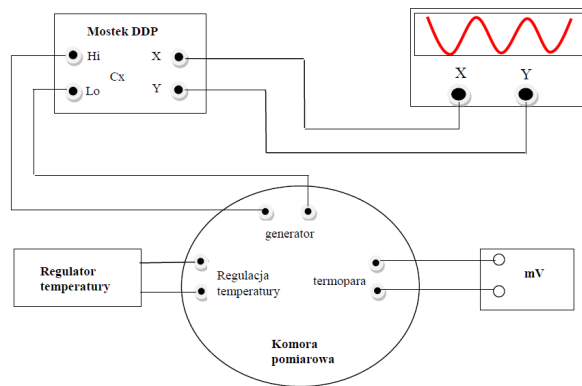 Mostek DDP
Hi
X
Cx
Lo
Y
X
Y
generator
Regulator
temperatury
Regulacja
temperatury
termopara
mV
Komora
pomiarowa